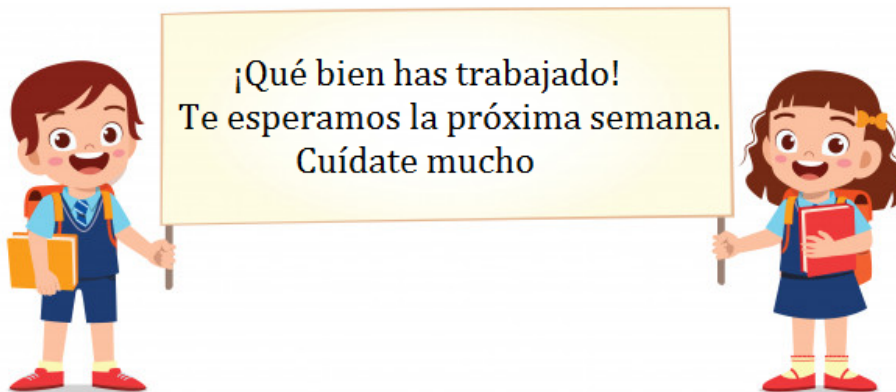 ¡Qué bien has trabajado!
Te esperamos la próxima semana.
Cuídate mucho